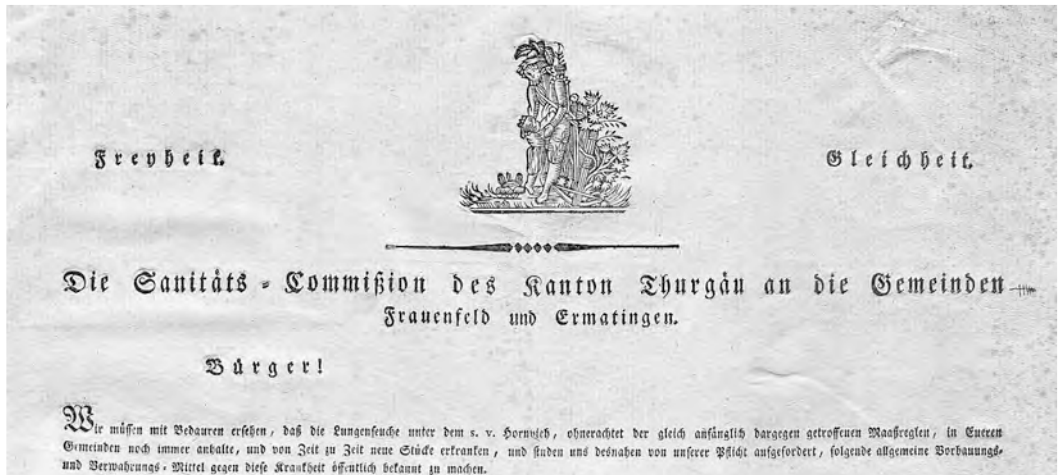 Freyheit.
Gleichheit.
Die Sanitäts-Commißion des Kanton Thurgäu an die Gemeinden
Frauenfeld und Ermatingen.
Bürger!
Wir müssen mit Bedauren ersehen, daß die Lungenseuche unter dem s. v. Hornvieh, ohnerachtet der gleich anfänglich dargegen getroffenen Maaßreglen, in Eueren
Gemeinden noch immer anhalte, und von Zeit zu Zeit neue Stücke erkranken, und finden uns desnahen von unserer Pflicht aufgefordert, folgende allgemeine Vorbauungs-
und Verwahrungs-Mittel gegen diese Krankheit öffentlich bekannt zu machen.